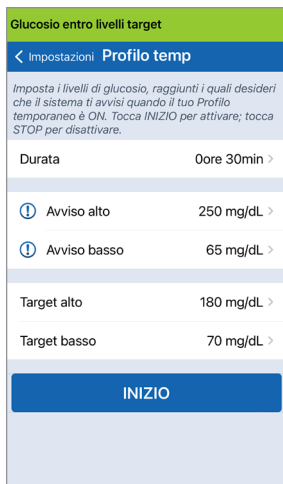 Glucosio entro livelli target
Impostazioni Profilo temp
Imposta i livelli di glucosio, raggiunti i quali desideri
che il sistema ti avvisi quando il tuo Profilo
temporaneo è ON. Tocca INIZIO per attivare; tocca
STOP per disattivare.
Durata 0ore 30min
Avviso alto 250 mg/dL
Avviso basso 65 mg/dL
Target alto 180 mg/dL
Target basso 70 mg/dL
INIZIO